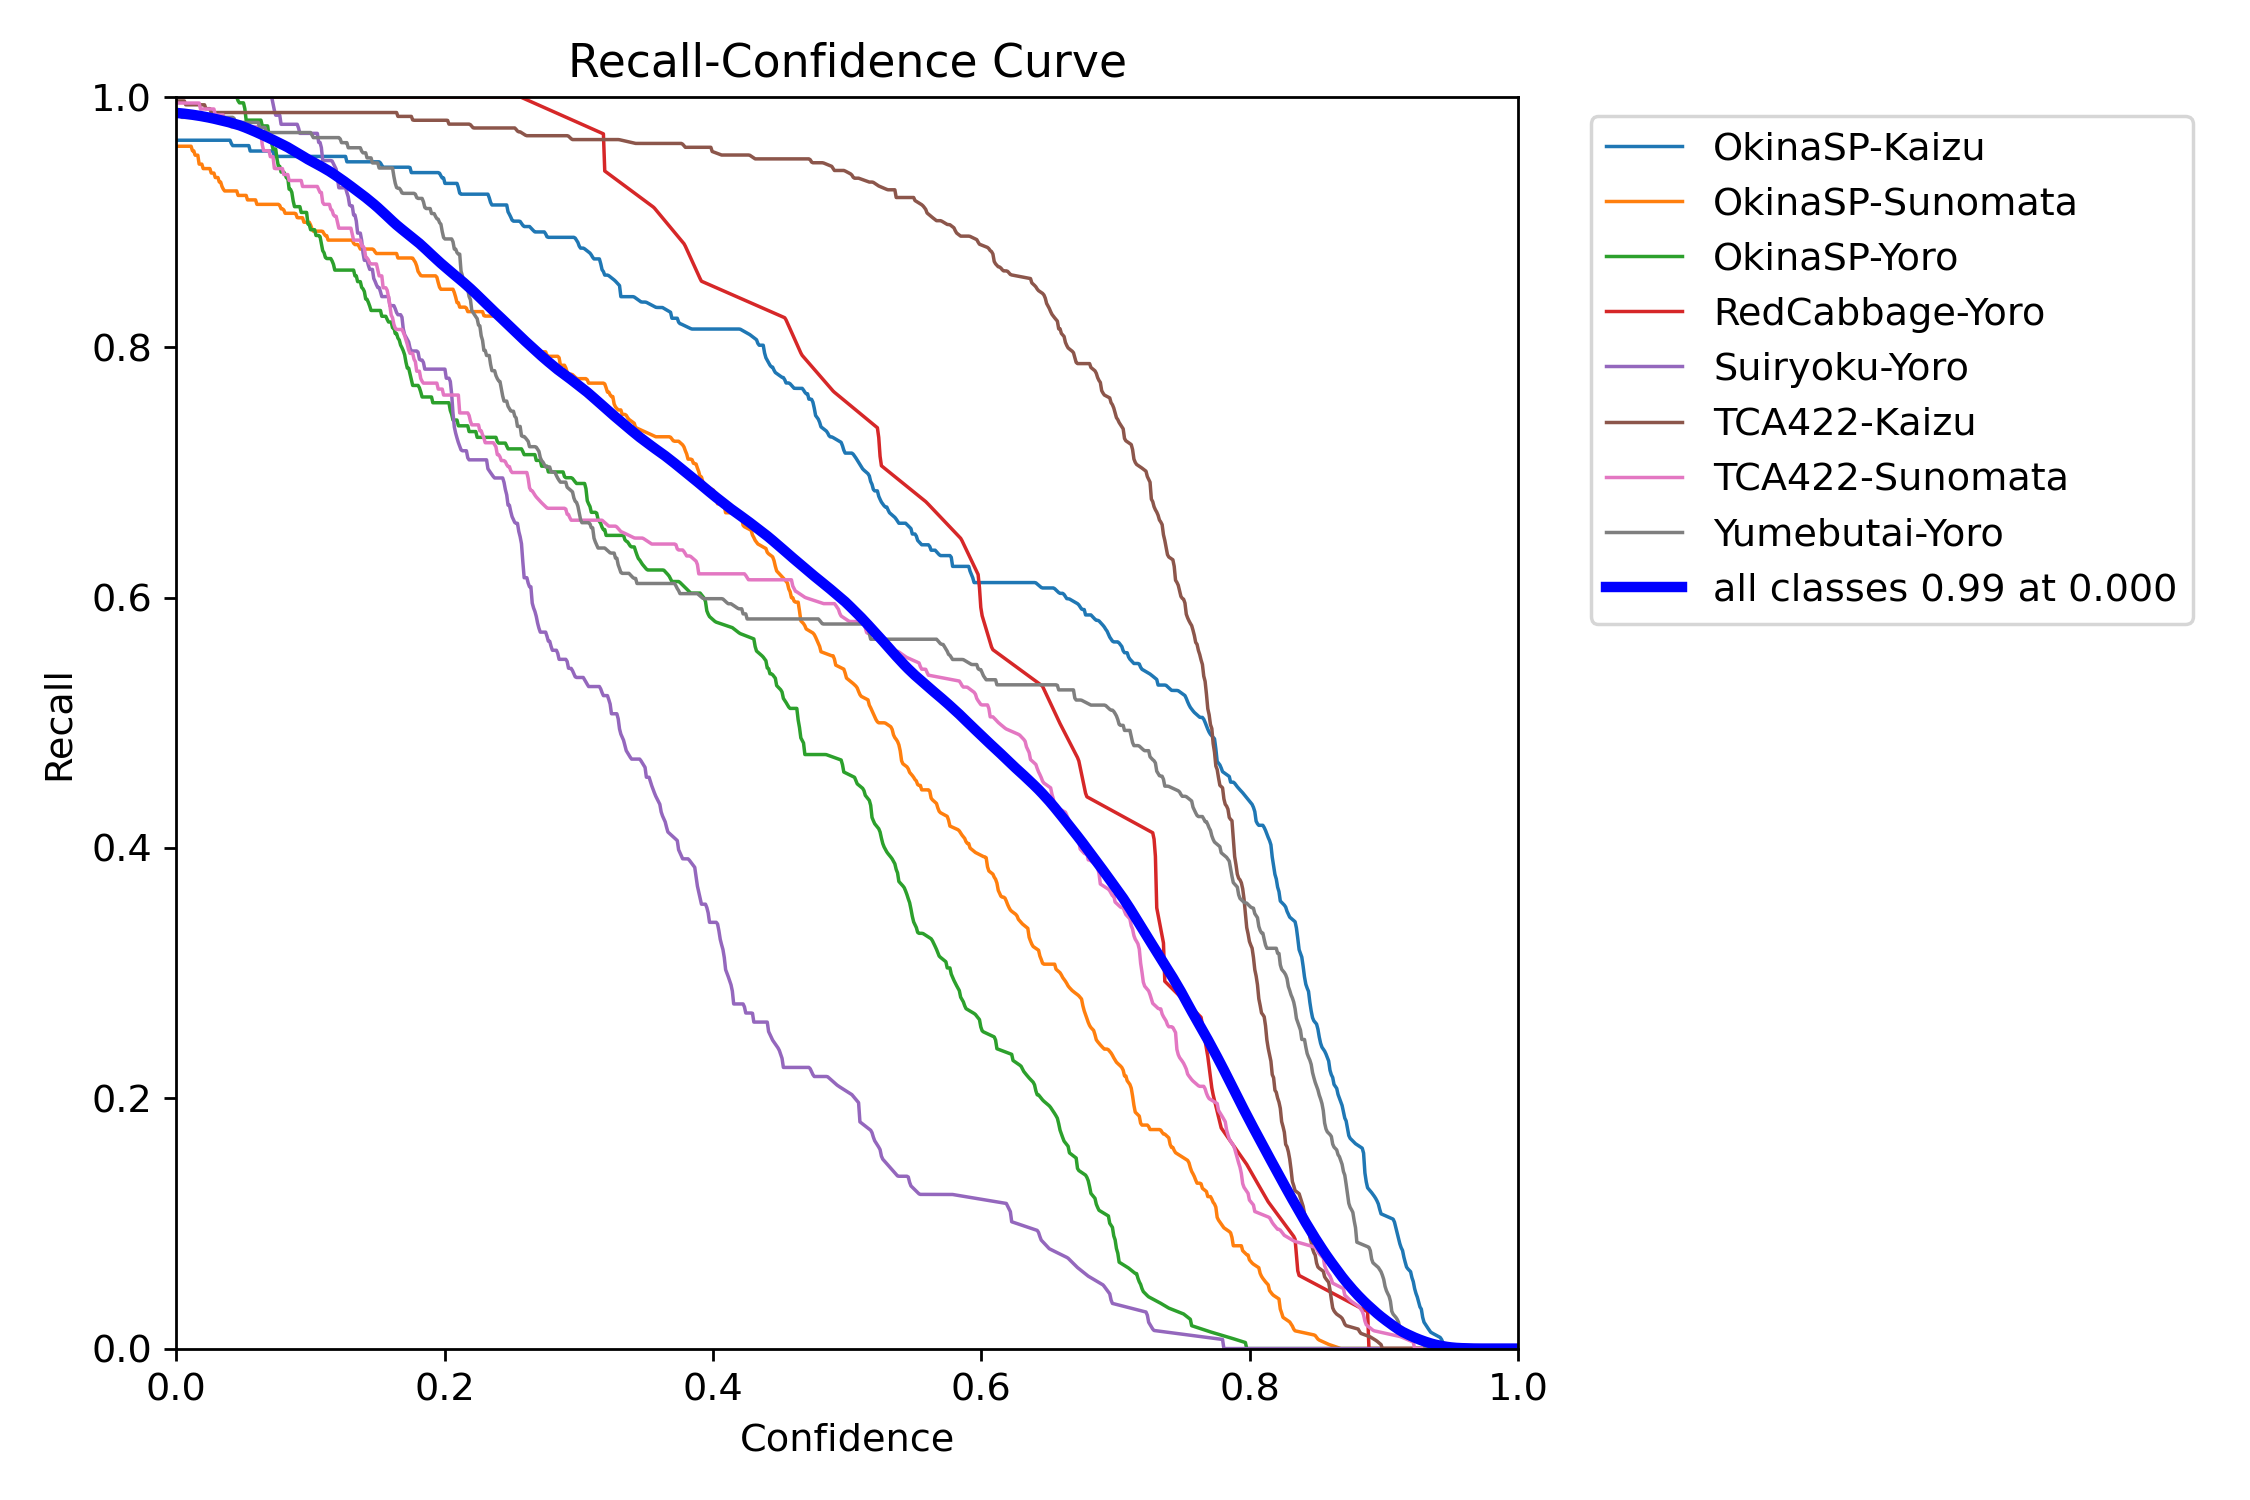 Recall-Confidence Curve
1.0
0.8
0.6
0.4
0.2
0.0
Recall
0.0 0.2 0.4 0.6 0.8 1.0
Confidence
OkinaSP-Kaizu
OkinaSP-Sunomata
OkinaSP-Yoro
RedCabbage-Yoro
Suiryoku-Yoro
TCA422-Kaizu
TCA422-Sunomata
Yumebutai-Yoro
all classes 0.99 at 0.000